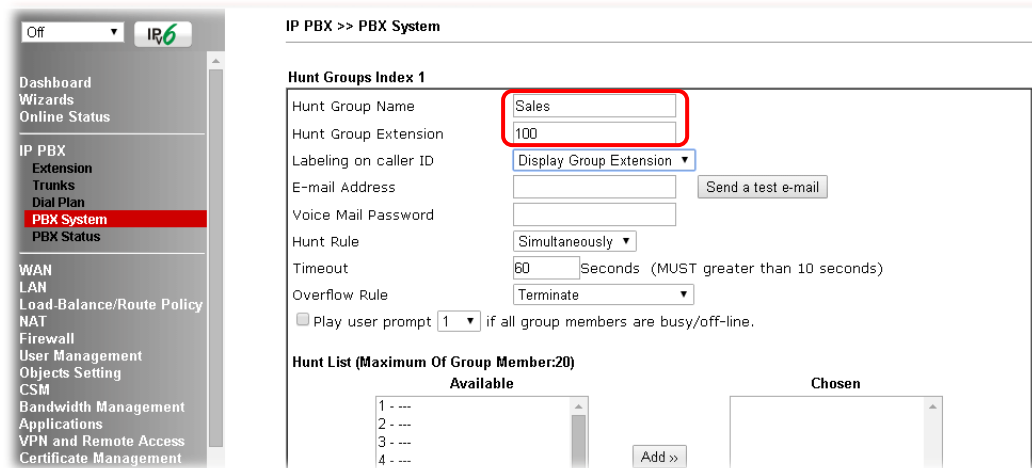 Off
IPv6
Dashboard
Wizards
Online Status
IP PBX
Extension
Trunks
Dial Plan
PBX System
PBX Status
WAN
LAN
Load-Balance/Route Policy
NAT
Firewall
User Management
Objects Setting
CSM
Bandwidth Management
Applications
VPN and Remote Access
Certificate Management
IP PBX >> PBX System
Hunt Groups Index 1
Hunt Group Name Sales
Hunt Group Extension 100
Labeling on caller ID Display Group Extension
E-mail Address Send a test e-mail
Voice Mail Password
Hunt Rule Simultaneously
Timeout 60 Seconds (MUST greater than 10 seconds)
Overflow Rule Terminate
Play user prompt 1 if all group members are busy/off-line.
Hunt List (Maximum Of Group Member:20)
Available Chosen
1 - ---
2 - ---
3 - ---
4 - ---
Add »